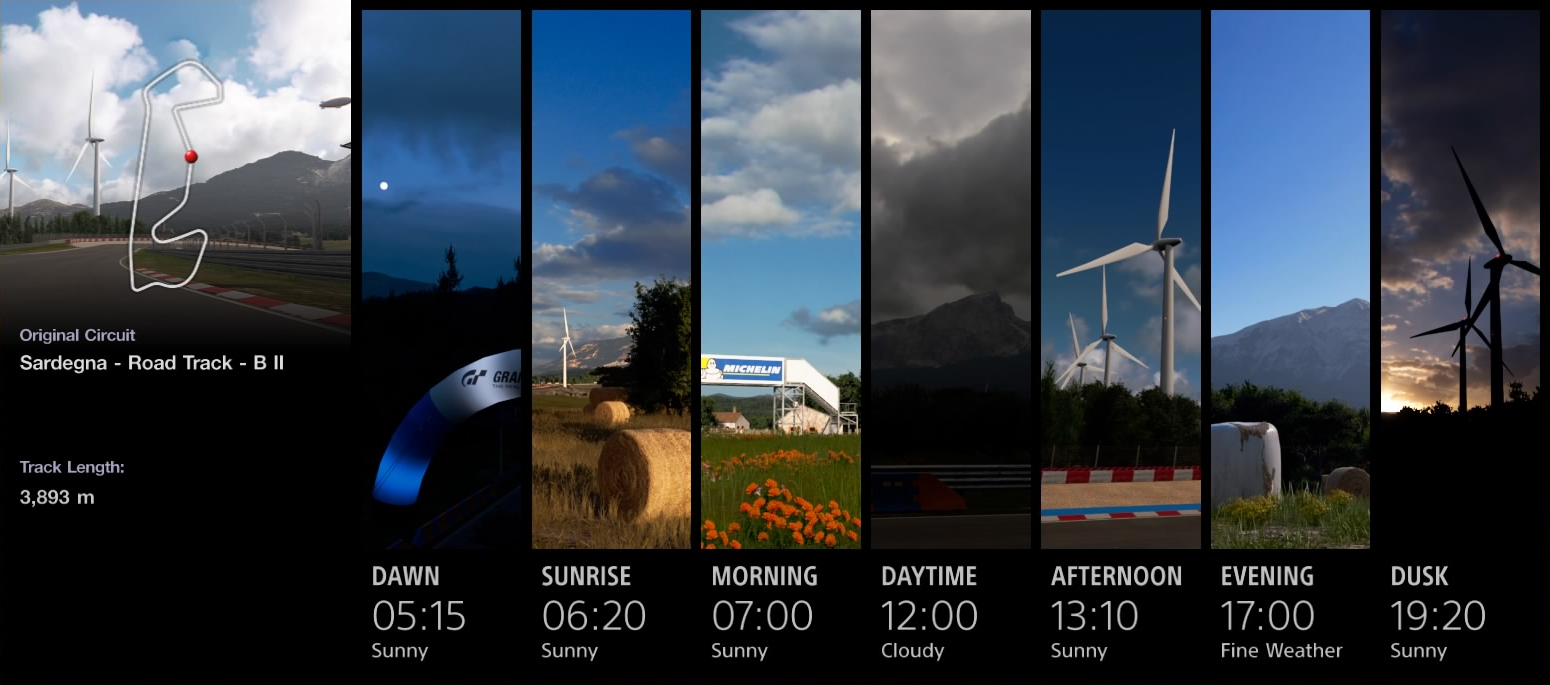 Original Circuit
Sardegna - Road Track - B II
Track Length:
3,893 m
GRAN
MICHELIN
DAWN
05:15
Sunny
SUNRISE
06:20
Sunny
MORNING
07:00
Sunny
DAYTIME
12:00
Cloudy
AFTERNOON
13:10
Sunny
EVENING
17:00
Fine Weather
DUSK
19:20
Sunny